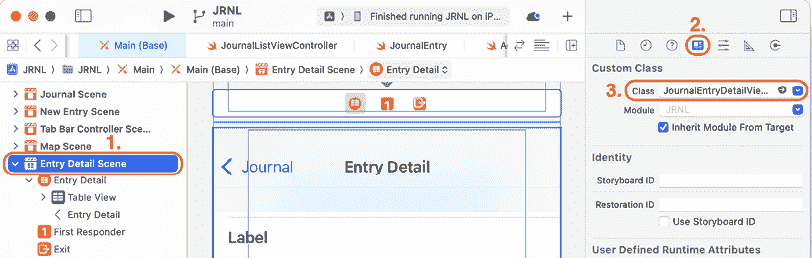 JRNL
main
Finished running JRNL on iP...
2.
Main (Base)
JournalListViewController
JournalEntry
JRNL
JRNL
Main
Main (Base)
Entry Detail Scene
Entry Detail
Journal Scene
New Entry Scene
Tab Bar Controller Sce...
1.
Map Scene
Entry Detail Scene
Entry Detail
Table View
Entry Detail
First Responder
Exit
1
Journal
Entry Detail
Label
Custom Class
3.
Class JournalEntryDetailVie...
Module JRNL
Inherit Module From Target
Identity
Storyboard ID
Restoration ID
Use Storyboard ID
User Defined Runtime Attributes